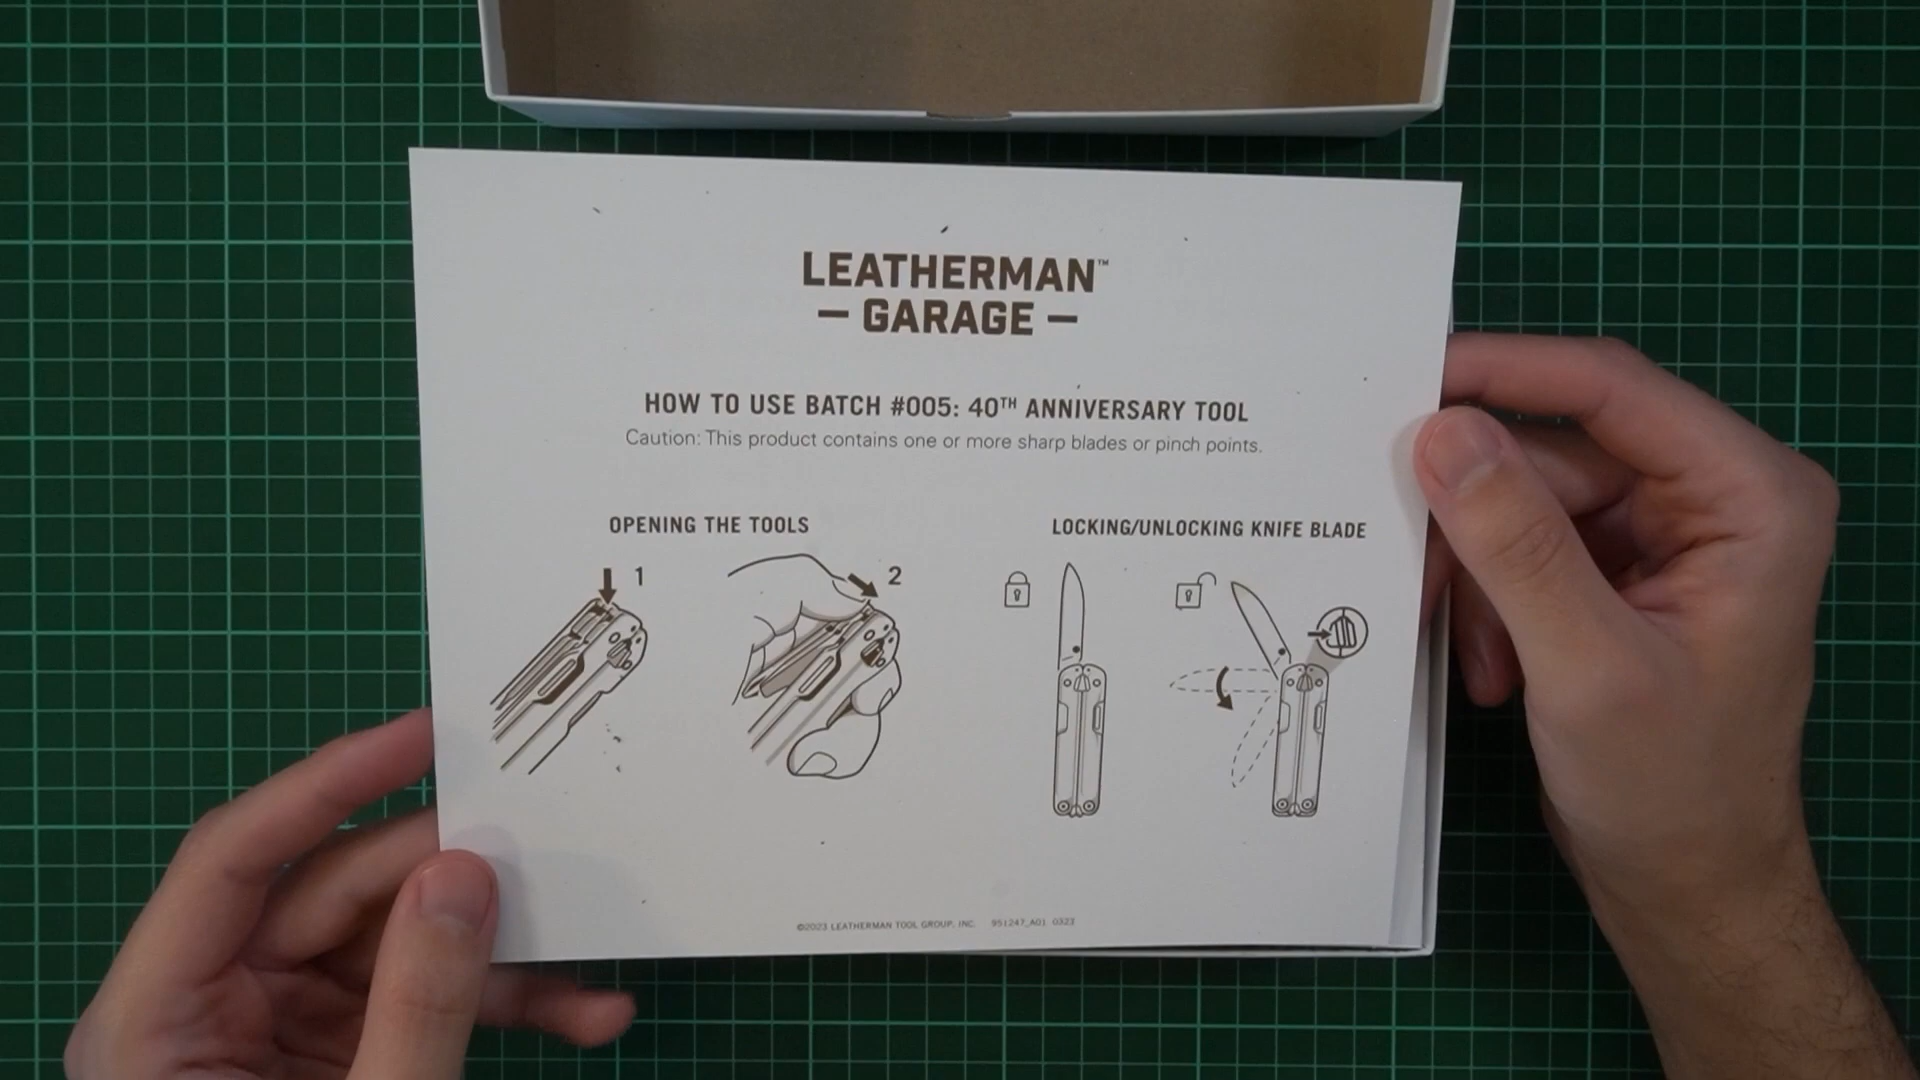 LEATHERMAN™
— GARAGE —
HOW TO USE BATCH #005: 40TH ANNIVERSARY TOOL
Caution: This product contains one or more sharp blades or pinch points.
OPENING THE TOOLS
LOCKING/UNLOCKING KNIFE BLADE
1
2
©2023 LEATHERMAN TOOL GROUP, INC. 951247_A01 0323